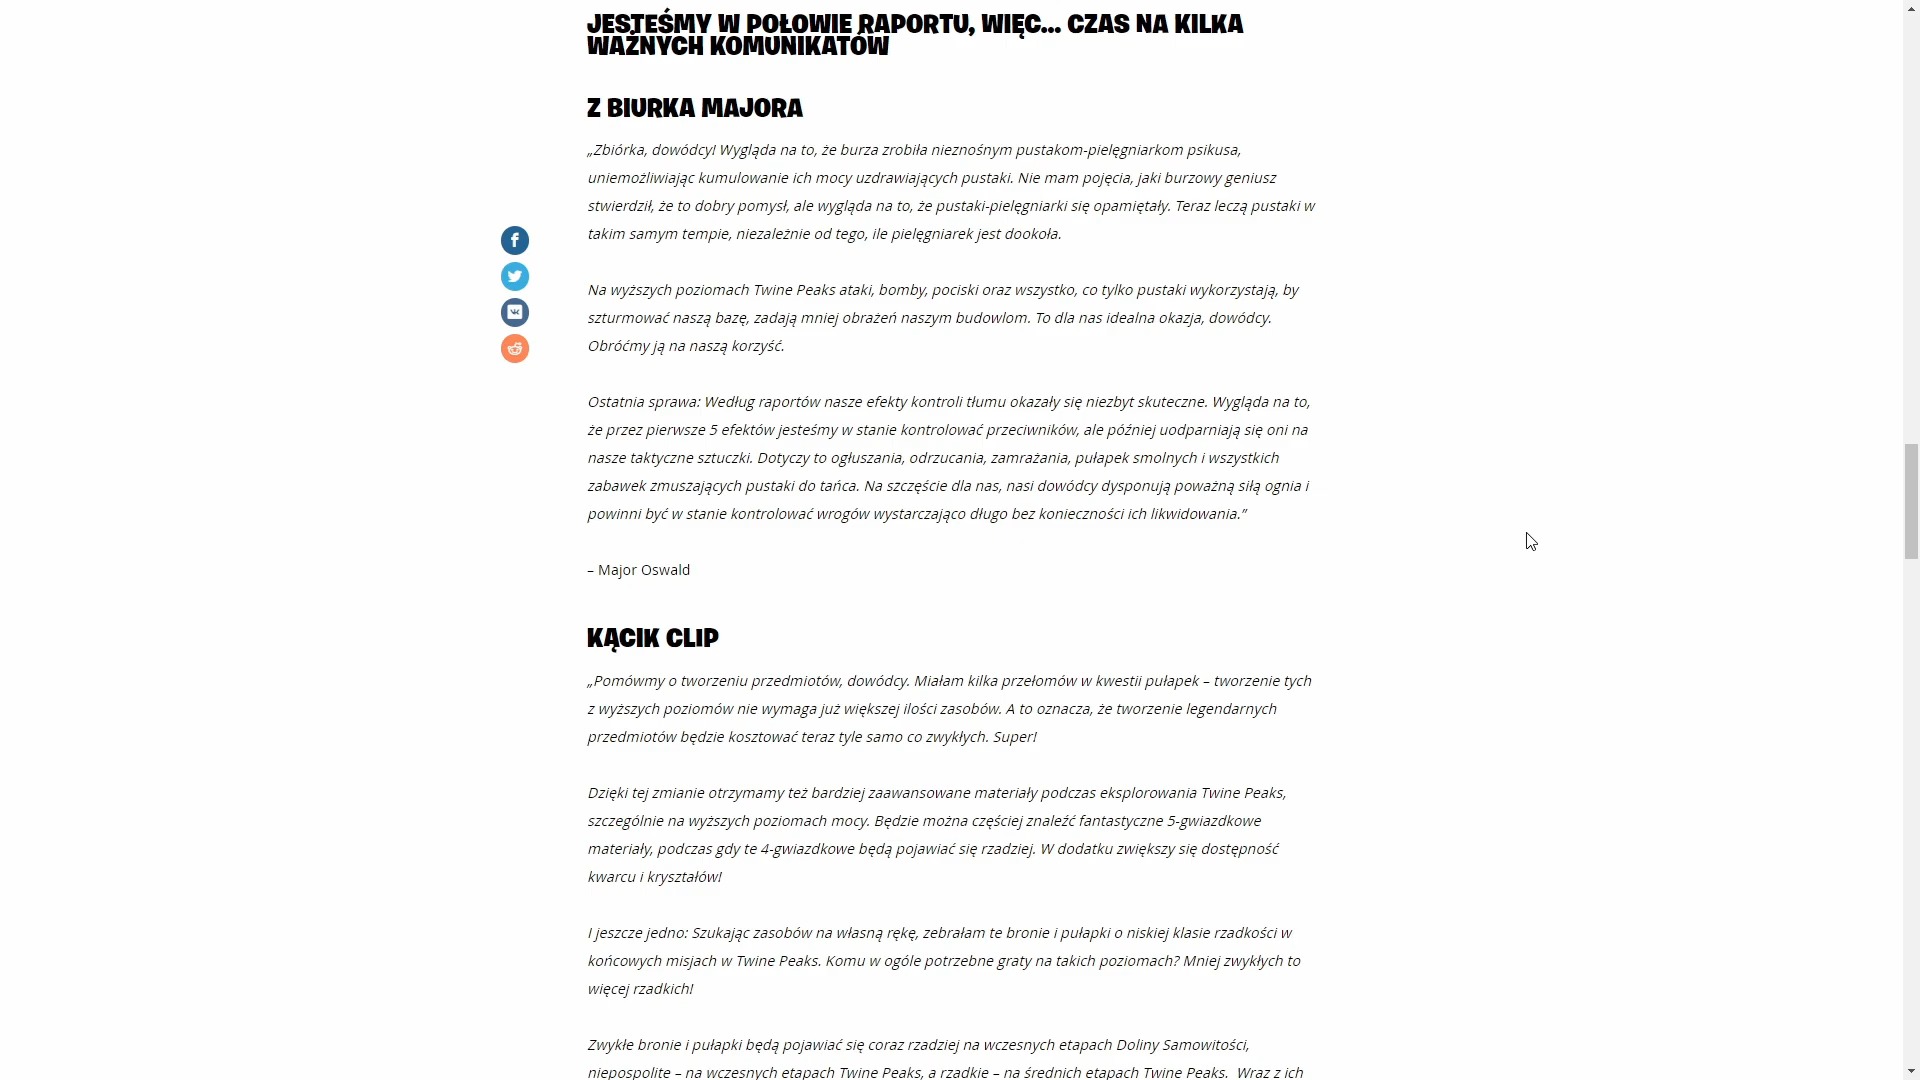 JESTEŚMY W POŁOWIE RAPORTU, WIĘC... CZAS NA KILKA
WAŻNYCH KOMUNIKATÓW
Z BIURKA MAJORA
„Zbiórka, dowódcy! Wygląda na to, że burza zrobiła nieznośnym pustakom-pielęgniarkom psikusa,
uniemożliwiając kumulowanie ich mocy uzdrawiających pustaki. Nie mam pojęcia, jaki burzowy geniusz
stwierdził, że to dobry pomysł, ale wygląda na to, że pustaki-pielęgniarki się opamiętały. Teraz leczą pustaki w
takim samym tempie, niezależnie od tego, ile pielęgniarek jest dookoła.
Na wyższych poziomach Twine Peaks ataki, bomby, pociski oraz wszystko, co tylko pustaki wykorzystają, by
szturmować naszą bazę, zadają mniej obrażeń naszym budowlom. To dla nas idealna okazja, dowódcy.
Obróćmy ją na naszą korzyść.
Ostatnia sprawa: Według raportów nasze efekty kontroli tłumu okazały się niezbyt skuteczne. Wygląda na to,
że przez pierwsze 5 efektów jesteśmy w stanie kontrolować przeciwników, ale później uodparniają się oni na
nasze taktyczne sztuczki. Dotyczy to ogłuszania, odrzucania, zamrażania, pułapek smolnych i wszystkich
zabawek zmuszających pustaki do tańca. Na szczęście dla nas, nasi dowódcy dysponują poważną siłą ognia i
powinni być w stanie kontrolować wrogów wystarczająco długo bez konieczności ich likwidowania.”
– Major Oswald
KĄCIK CLIP
„Pomówmy o tworzeniu przedmiotów, dowódcy. Miałam kilka przełomów w kwestii pułapek – tworzenie tych
z wyższych poziomów nie wymaga już większej ilości zasobów. A to oznacza, że tworzenie legendarnych
przedmiotów będzie kosztować teraz tyle samo co zwykłych. Super!
Dzięki tej zmianie otrzymamy też bardziej zaawansowane materiały podczas eksplorowania Twine Peaks,
szczególnie na wyższych poziomach mocy. Będzie można częściej znaleźć fantastyczne 5-gwiazdkowe
materiały, podczas gdy te 4-gwiazdkowe będą pojawiać się rzadziej. W dodatku zwiększy się dostępność
kwarcu i kryształów!
I jeszcze jedno: Szukając zasobów na własną rękę, zebrałam te bronie i pułapki o niskiej klasie rzadkości w
końcowych misjach w Twine Peaks. Komu w ogóle potrzebne graty na takich poziomach? Mniej zwykłych to
więcej rzadkich!
Zwykłe bronie i pułapki będą pojawiać się coraz rzadziej na wczesnych etapach Doliny Samowitości,
niepospolite – na wczesnych etapach Twine Peaks, a rzadkie – na średnich etapach Twine Peaks. Wraz z ich